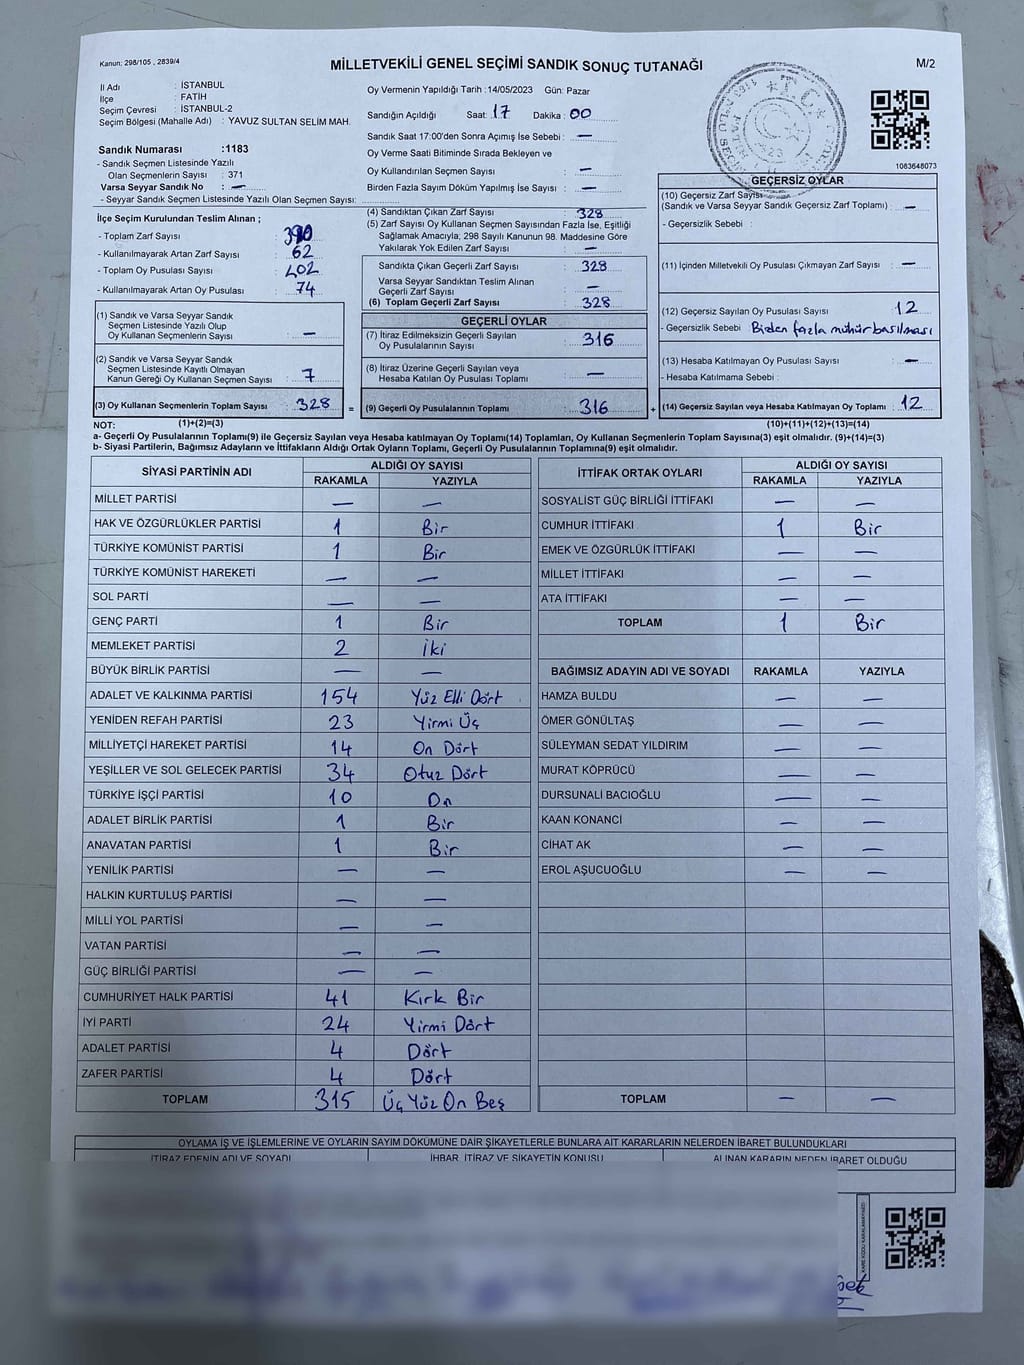 Kanun: 298/105 , 2839/4
MİLLETVEKİLİ GENEL SEÇİMİ SANDIK SONUÇ TUTANAĞI
M/2
İl Adı : İSTANBUL
İlçe : FATİH
Seçim Çevresi : İSTANBUL-2
Seçim Bölgesi (Mahalle Adı) : YAVUZ SULTAN SELİM MAH.
Sandık Numarası :1183
- Sandık Seçmen Listesinde Yazılı
Olan Seçmenlerin Sayısı : 371
Varsa Seyyar Sandık No : —
- Seyyar Sandık Seçmen Listesinde Yazılı Olan Seçmen Sayısı:
Oy Vermenin Yapıldığı Tarih :14/05/2023 Gün: Pazar
Sandığın Açıldığı Saat: 17 Dakika : 00
Sandık Saat 17:00'den Sonra Açımış İse Sebebi : —
Oy Verme Saati Bitiminde Sırada Bekleyen ve
Oy Kullandırılan Seçmen Sayısı : —
Birden Fazla Sayım Döküm Yapılmış İse Sayısı : —
1083648073
İlçe Seçim Kurulundan Teslim Alınan ;
- Toplam Zarf Sayısı :
- Kullanılmayarak Artan Zarf Sayısı : 62
- Toplam Oy Pusulası Sayısı : 402
- Kullanılmayarak Artan Oy Pusulası : 74
(1) Sandık ve Varsa Seyyar Sandık
Seçmen Listesinde Yazılı Olup
Oy Kullanan Seçmenlerin Sayısı : —
(2) Sandık ve Varsa Seyyar Sandık
Seçmen Listesinde Kayıtlı Olmayan
Kanun Gereği Oy Kullanan Seçmen Sayısı : 7
(3) Oy Kullanan Seçmenlerin Toplam Sayısı : 328 =
(1)+(2)=(3)
(4) Sandıktan Çıkan Zarf Sayısı : 328
(5) Zarf Sayısı Oy Kullanan Seçmen Sayısından Fazla İse, Eşitliği
Sağlamak Amacıyla; 298 Sayılı Kanunun 98. Maddesine Göre
Yakılarak Yok Edilen Zarf Sayısı : —
Sandıkta Çıkan Geçerli Zarf Sayısı : 328
Varsa Seyyar Sandıktan Teslim Alınan
Geçerli Zarf Sayısı : —
(6) Toplam Geçerli Zarf Sayısı : 328
GEÇERLİ OYLAR
(7) İtiraz Edilmeksizin Geçerli Sayılan
Oy Pusulalarının Sayısı : 316
(8) İtiraz Üzerine Geçerli Sayılan veya
Hesaba Katılan Oy Pusulası Toplamı : —
(9) Geçerli Oy Pusulalarının Toplamı : 316 +
GEÇERSİZ OYLAR
(10) Geçersiz Zarf Sayısı
(Sandık ve Varsa Seyyar Sandık Geçersiz Zarf Toplamı) : —
- Geçersizlik Sebebi :
(11) İçinden Milletvekili Oy Pusulası Çıkmayan Zarf Sayısı : —
(12) Geçersiz Sayılan Oy Pusulası Sayısı : 12
- Geçersizlik Sebebi Birden fazla mühür basılması
(13) Hesaba Katılmayan Oy Pusulası Sayısı : —
- Hesaba Katılmama Sebebi :
(14) Geçersiz Sayılan veya Hesaba Katılmayan Oy Toplamı : 12
(10)+(11)+(12)+(13)=(14)
NOT:
a- Geçerli Oy Pusulalarının Toplamı(9) ile Geçersiz Sayılan veya Hesaba katılmayan Oy Toplamı(14) Toplamları, Oy Kullanan Seçmenlerin Toplam Sayısına(3) eşit olmalıdır. (9)+(14)=(3)
b- Siyasi Partilerin, Bağımsız Adayların ve İttifakların Aldığı Ortak Oyların Toplamı, Geçerli Oy Pusulalarının Toplamına(9) eşit olmalıdır.
SİYASİ PARTİNİN ADI ALDIĞI OY SAYISI
RAKAMLA YAZIYLA
MİLLET PARTİSİ — —
HAK VE ÖZGÜRLÜKLER PARTİSİ 1 Bir
TÜRKİYE KOMÜNİST PARTİSİ 1 Bir
TÜRKİYE KOMÜNİST HAREKETİ — —
SOL PARTİ — —
GENÇ PARTİ 1 Bir
MEMLEKET PARTİSİ 2 İki
BÜYÜK BİRLİK PARTİSİ — —
ADALET VE KALKINMA PARTİSİ 154 Yüz Elli Dört
YENİDEN REFAH PARTİSİ 23 Yirmi Üç
MİLLİYETÇİ HAREKET PARTİSİ 14 On Dört
YEŞİLLER VE SOL GELECEK PARTİSİ 34 Otuz Dört
TÜRKİYE İŞÇİ PARTİSİ 10 On
ADALET BİRLİK PARTİSİ 1 Bir
ANAVATAN PARTİSİ 1 Bir
YENİLİK PARTİSİ — —
HALKIN KURTULUŞ PARTİSİ — —
MİLLİ YOL PARTİSİ — —
VATAN PARTİSİ — —
GÜÇ BİRLİĞİ PARTİSİ — —
CUMHURİYET HALK PARTİSİ 41 Kırk Bir
İYİ PARTİ 24 Yirmi Dört
ADALET PARTİSİ 4 Dört
ZAFER PARTİSİ 4 Dört
TOPLAM 315 Üç Yüz On Beş
İTTİFAK ORTAK OYLARI ALDIĞI OY SAYISI
RAKAMLA YAZIYLA
SOSYALİST GÜÇ BİRLİĞİ İTTİFAKI — —
CUMHUR İTTİFAKI 1 Bir
EMEK VE ÖZGÜRLÜK İTTİFAKI — —
MİLLET İTTİFAKI — —
ATA İTTİFAKI — —
TOPLAM 1 Bir
BAĞIMSIZ ADAYIN ADI VE SOYADI RAKAMLA YAZIYLA
HAMZA BULDU — —
ÖMER GÖNÜLTAŞ — —
SÜLEYMAN SEDAT YILDIRIM — —
MURAT KÖPRÜCÜ — —
DURSUNALİ BACIOĞLU — —
KAAN KONANCİ — —
CİHAT AK — —
EROL AŞUCUOĞLU — —
TOPLAM — —
OYLAMA İŞ VE İŞLEMLERİNE VE OYLARIN SAYIM DÖKÜMÜNE DAİR ŞİKAYETLERLE BUNLARA AİT KARARLARIN NELERDEN İBARET BULUNDUKLARI
İTİRAZ EDENİN ADI VE SOYADI İHBAR, İTİRAZ VE ŞİKAYETİN KONUSU ALINAN KARARIN NEDEN İBARET OLDUĞU
KARE KODU KARALAMAYINIZ!